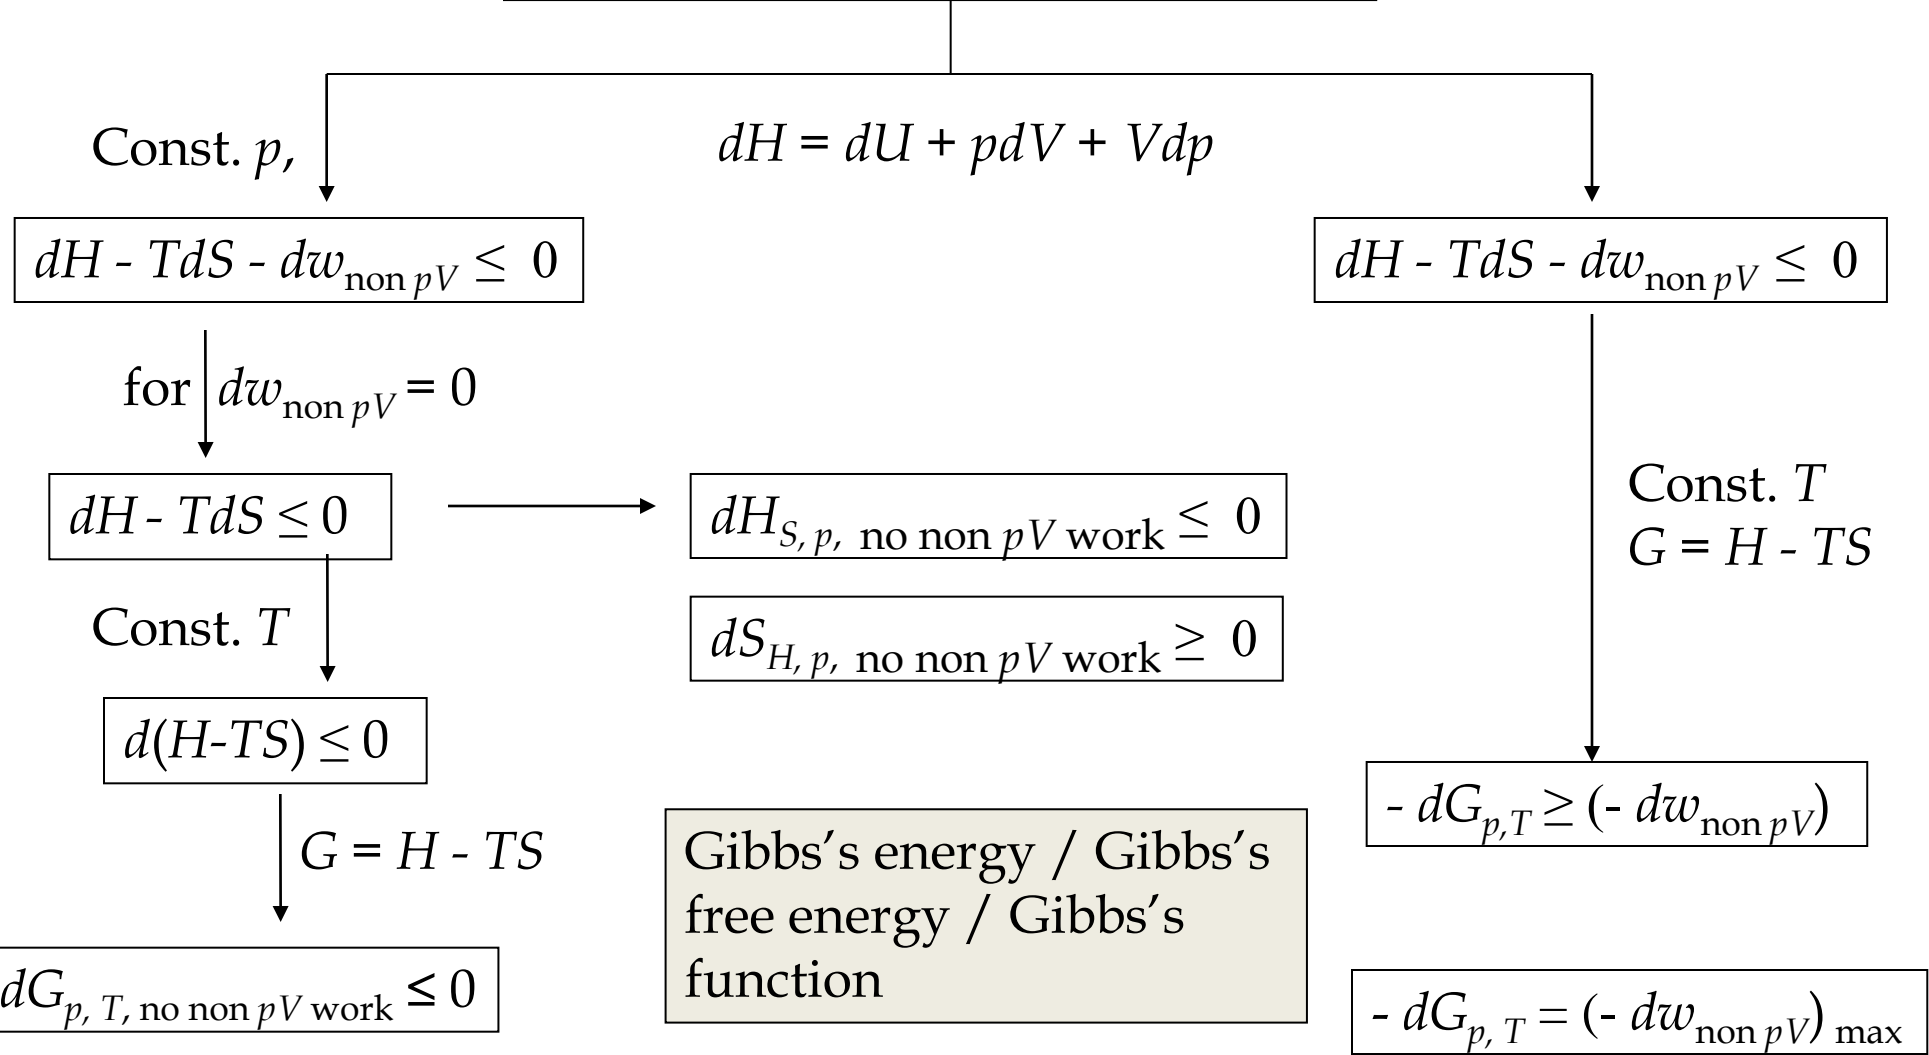 Const. p,
dH = dU + pdV + Vdp
dH - TdS - dw_non pV ≤ 0
dH - TdS - dw_non pV ≤ 0
for dw_non pV = 0
dH - TdS ≤ 0
dH_S, p, no non pV work ≤ 0
Const. T
G = H - TS
dS_H, p, no non pV work ≥ 0
Const. T
d(H-TS) ≤ 0
- dG_p,T ≥ (- dw_non pV)
G = H - TS
Gibbs’s energy / Gibbs’s
free energy / Gibbs’s
function
dG_p, T, no non pV work ≤ 0
- dG_p, T = (- dw_non pV) max